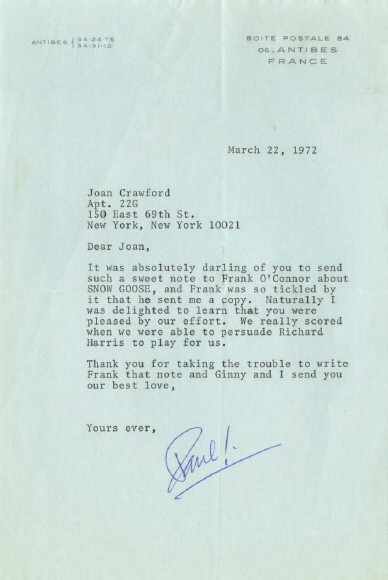 ANTIBES { 34-24-75
34-31-12
BOITE POSTALE 84
06-ANTIBES
FRANCE
March 22, 1972
Joan Crawford
Apt. 22G
150 East 69th St.
New York, New York 10021
Dear Joan,
It was absolutely darling of you to send
such a sweet note to Frank O'Connor about
SNOW GOOSE, and Frank was so tickled by
it that he sent me a copy.  Naturally I
was delighted to learn that you were
pleased by our effort.  We really scored
when we were able to persuade Richard
Harris to play for us.
Thank you for taking the trouble to write
Frank that note and Ginny and I send you
our best love,
Yours ever,
Paul!